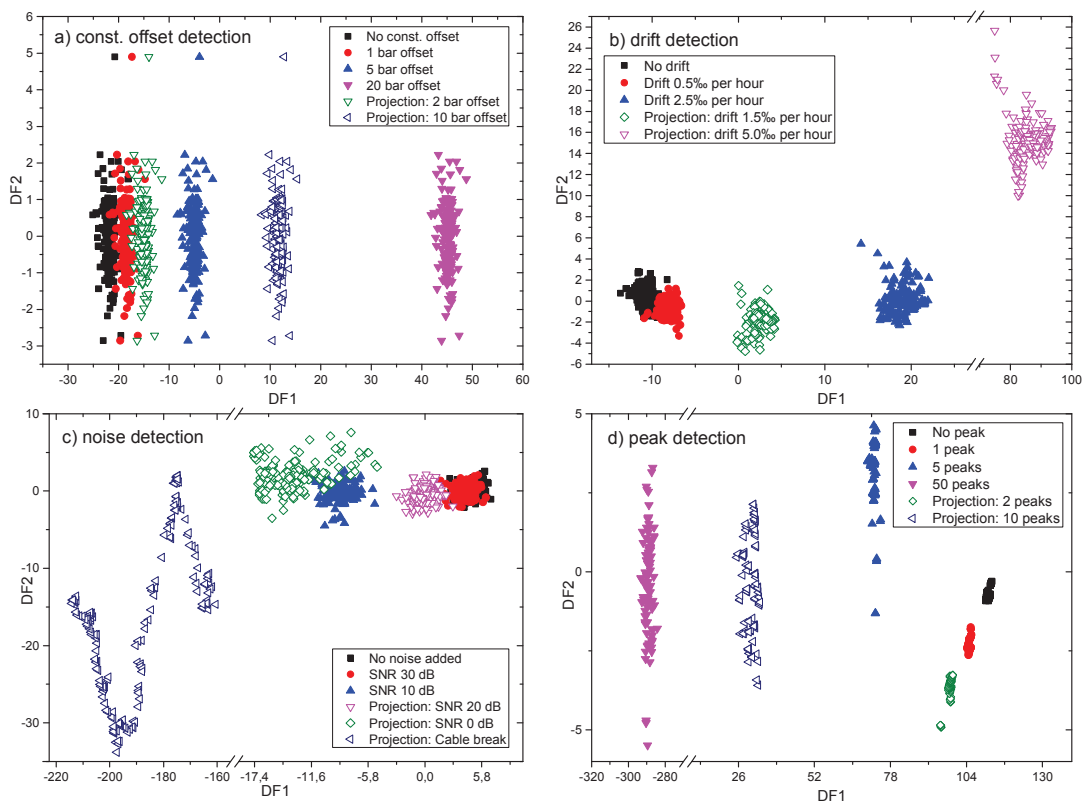 a) const. offset detection
No const. offset
1 bar offset
5 bar offset
20 bar offset
Projection: 2 bar offset
Projection: 10 bar offset
6
5
4
3
2
1
0
-1
-2
-3
DF2
-30 -20 -10 0 10 20 30 40 50 60
DF1
b) drift detection
No drift
Drift 0.5‰ per hour
Drift 2.5‰ per hour
Projection: drift 1.5‰ per hour
Projection: drift 5.0‰ per hour
26
24
22
20
18
16
14
12
10
8
6
4
2
0
-2
-4
-6
DF2
-10 0 10 20 80 90 100
DF1
c) noise detection
No noise added
SNR 30 dB
SNR 10 dB
Projection: SNR 20 dB
Projection: SNR 0 dB
Projection: Cable break
10
0
-10
-20
-30
DF2
-220 -200 -180 -160 -17,4 -11,6 -5,8 0,0 5,8
DF1
d) peak detection
No peak
1 peak
5 peaks
50 peaks
Projection: 2 peaks
Projection: 10 peaks
5
0
-5
DF2
-320 -300 -280 26 52 78 104 130
DF1